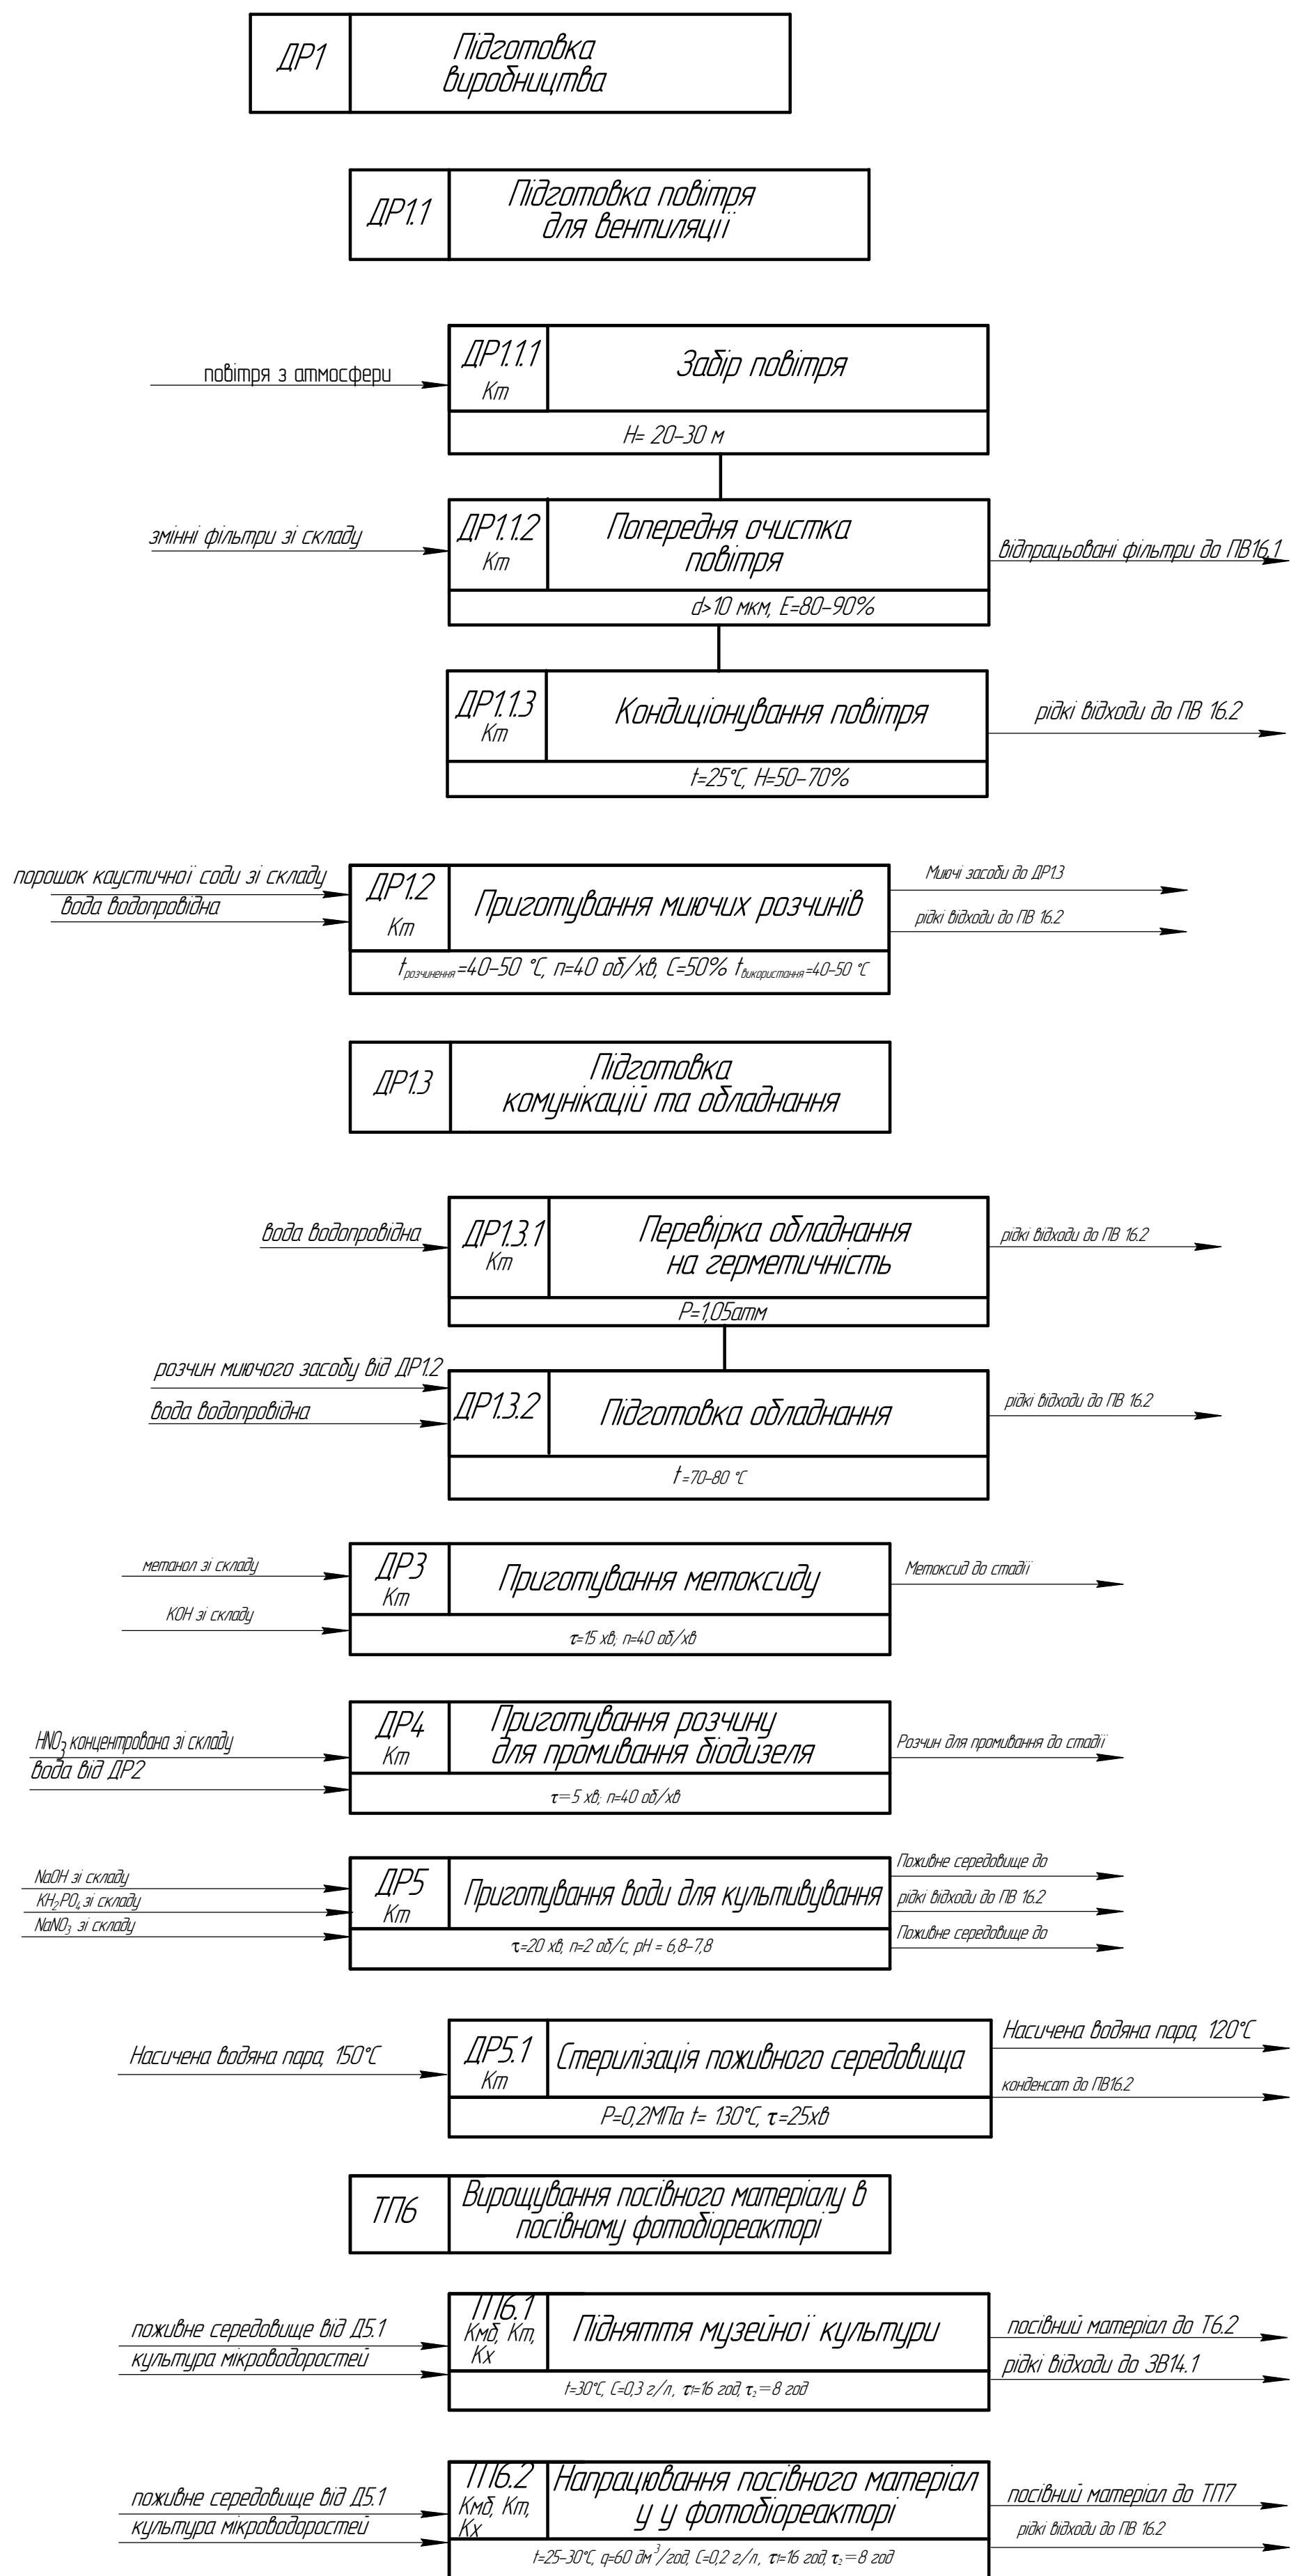 ДР1
Підготовка
виробництва
ДР1.1
Підготовка повітря
для вентиляції
повітря з атмосфери
ДР1.1.1
Кт
Забір повітря
Н= 20-30 м
змінні фільтри зі складу
ДР1.1.2
Кт
Попередня очистка
повітря
відпрацьовані фільтри до ПВ16.1
d>10 мкм, Е=80-90%
ДР1.1.3
Кт
Кондиціонування повітря
рідкі відходи до ПВ 16.2
t=25°С, Н=50-70%
порошок каустичної соди зі складу
вода водопровідна
ДР1.2
Кт
Приготування миючих розчинів
Миючі засоби до ДР1.3
рідкі відходи до ПВ 16.2
tрозчинення=40-50 °С, n=40 об/хв, С=50% tвикористання=40-50 °С
ДР1.3
Підготовка
комунікацій та обладнання
вода водопровідна
ДР1.3.1
Кт
Перевірка обладнання
на герметичність
рідкі відходи до ПВ 16.2
Р=1,05атм
розчин миючого засобу від ДР1.2
вода водопровідна
ДР1.3.2
Підготовка обладнання
рідкі відходи до ПВ 16.2
t=70-80 °С
метанол зі складу
КОН зі складу
ДР3
Кт
Приготування метоксиду
Метоксид до стадії
τ=15 хв; n=40 об/хв
HNO₃ концентрована зі складу
вода від ДР2
ДР4
Кт
Приготування розчину
для промивання біодизеля
Розчин для промивання до стадії
τ=5 хв; n=40 об/хв
NaOH зі складу
KH₂PO₄ зі складу
NaNO₃ зі складу
ДР5
Кт
Приготування води для культивування
Поживне середовище до
рідкі відходи до ПВ 16.2
Поживне середовище до
τ=20 хв, n=2 об/с, рН = 6,8-7,8
Насичена водяна пара, 150°С
ДР5.1
Кт
Стерилізація поживного середовища
Насичена водяна пара, 120°С
конденсат до ПВ16.2
Р=0,2МПа t= 130°С, τ=25хв
ТП6
Вирощування посівного матеріалу в
посівному фотобіореакторі
поживне середовище від Д5.1
культура мікроводоростей
ТП6.1
Кмб, Кт,
Кх
Підняття музейної культури
посівний матеріал до Т6.2
рідкі відходи до ЗВ14.1
t=30°С, С=0,3 г/л, τ₁=16 год, τ₂=8 год
поживне середовище від Д5.1
культура мікроводоростей
ТП6.2
Кмб, Кт,
Кх
Напрацювання посівного матеріал
у у фотобіореакторі
посівний матеріал до ТП7
рідкі відходи до ПВ 16.2
t=25-30°С, q=60 дм³/год, С=0,2 г/л, τ₁=16 год, τ₂=8 год